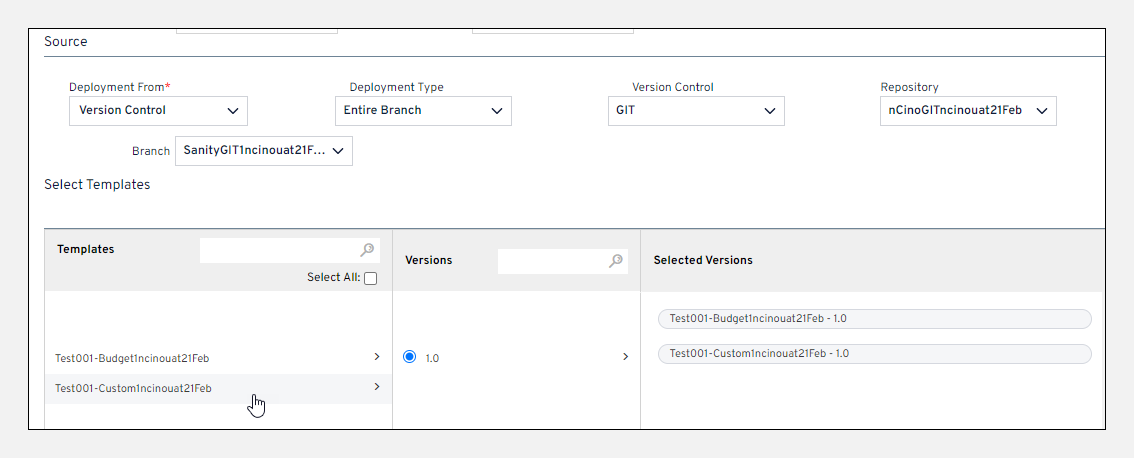 Source
Deployment From* Deployment Type Version Control Repository
Version Control Entire Branch GIT nCinoGITncinouat21Feb
Branch SanityGIT1ncinouat21F...
Select Templates
Templates Versions Selected Versions
Select All:
Test001-Budget1ncinouat21Feb 1.0 Test001-Budget1ncinouat21Feb - 1.0
Test001-Custom1ncinouat21Feb Test001-Custom1ncinouat21Feb - 1.0